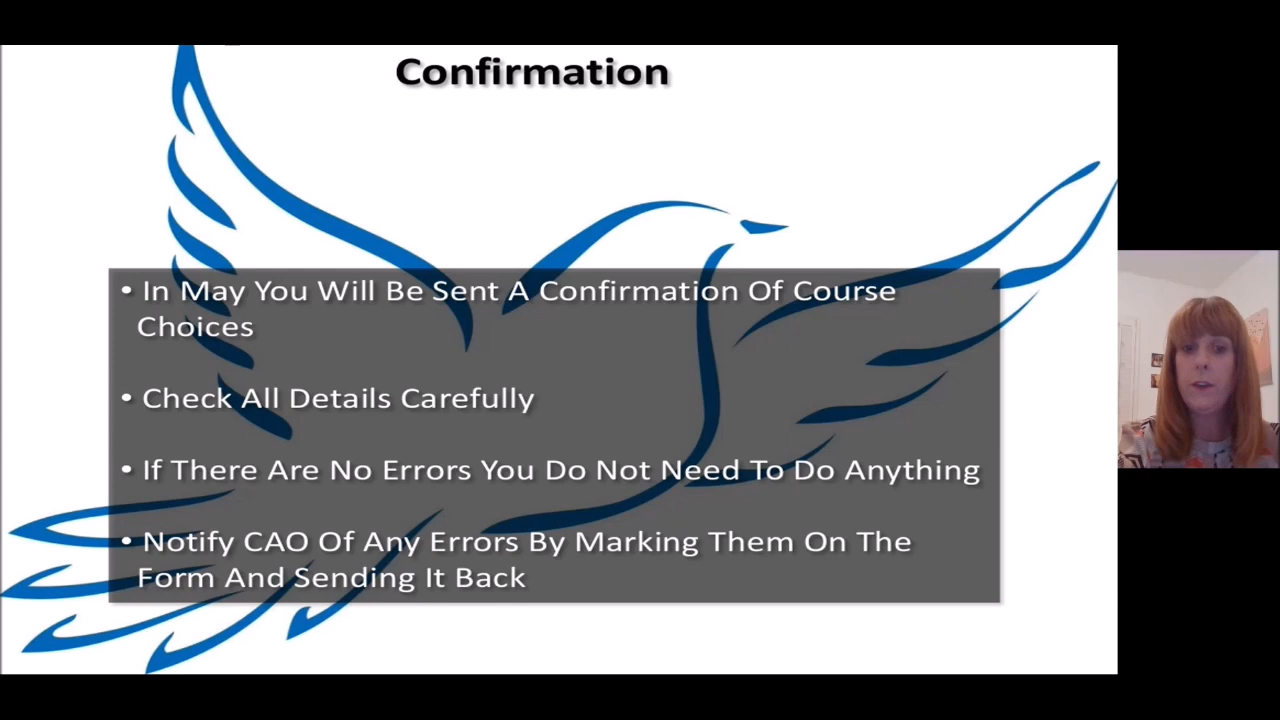 Confirmation
• In May You Will Be Sent A Confirmation Of Course
Choices
• Check All Details Carefully
• If There Are No Errors You Do Not Need To Do Anything
• Notify CAO Of Any Errors By Marking Them On The
Form And Sending It Back